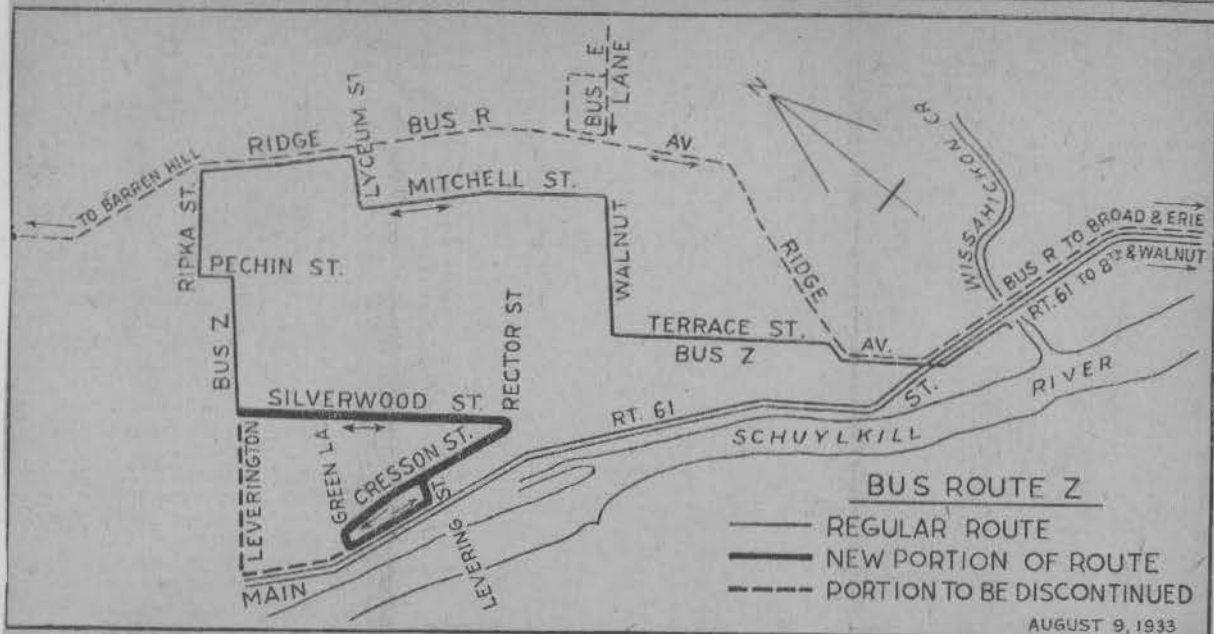 BUS E
LANE
N
LYCEUM ST
RIDGE
BUS R
AV.
WISSAHICKON CR
TO BARREN HILL
MITCHELL ST.
RIPKA ST.
PECHIN ST.
WALNUT
RIDGE
BUS R TO BROAD & ERIE
RT. 61 TO 8TH & WALNUT
TERRACE ST.
BUS Z
AV.
BUS Z
RECTOR ST
SILVERWOOD ST.
RT. 61
ST.
RIVER
SCHUYLKILL
LEVERINGTON
GREEN LA
CRESSON ST.
ST.
LEVERING
MAIN
BUS ROUTE Z
REGULAR ROUTE
NEW PORTION OF ROUTE
PORTION TO BE DISCONTINUED
AUGUST 9, 1933